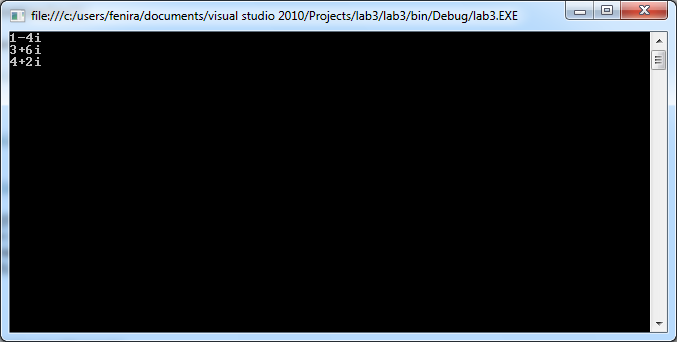 file:///c:/users/fenira/documents/visual studio 2010/Projects/lab3/lab3/bin/Debug/lab3.EXE
1-4i
3+6i
4+2i